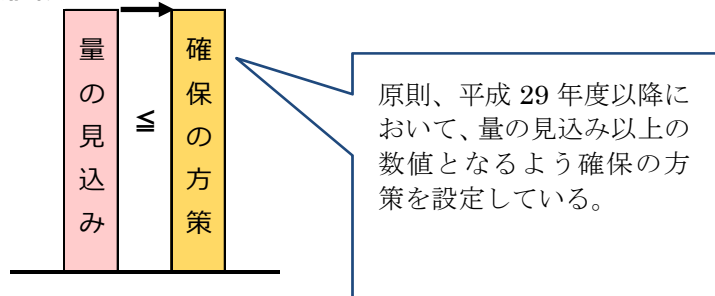 量の見込み
≦
確保の方策
原則、平成 29 年度以降に
おいて、量の見込み以上の
数値となるよう確保の方
策を設定している。